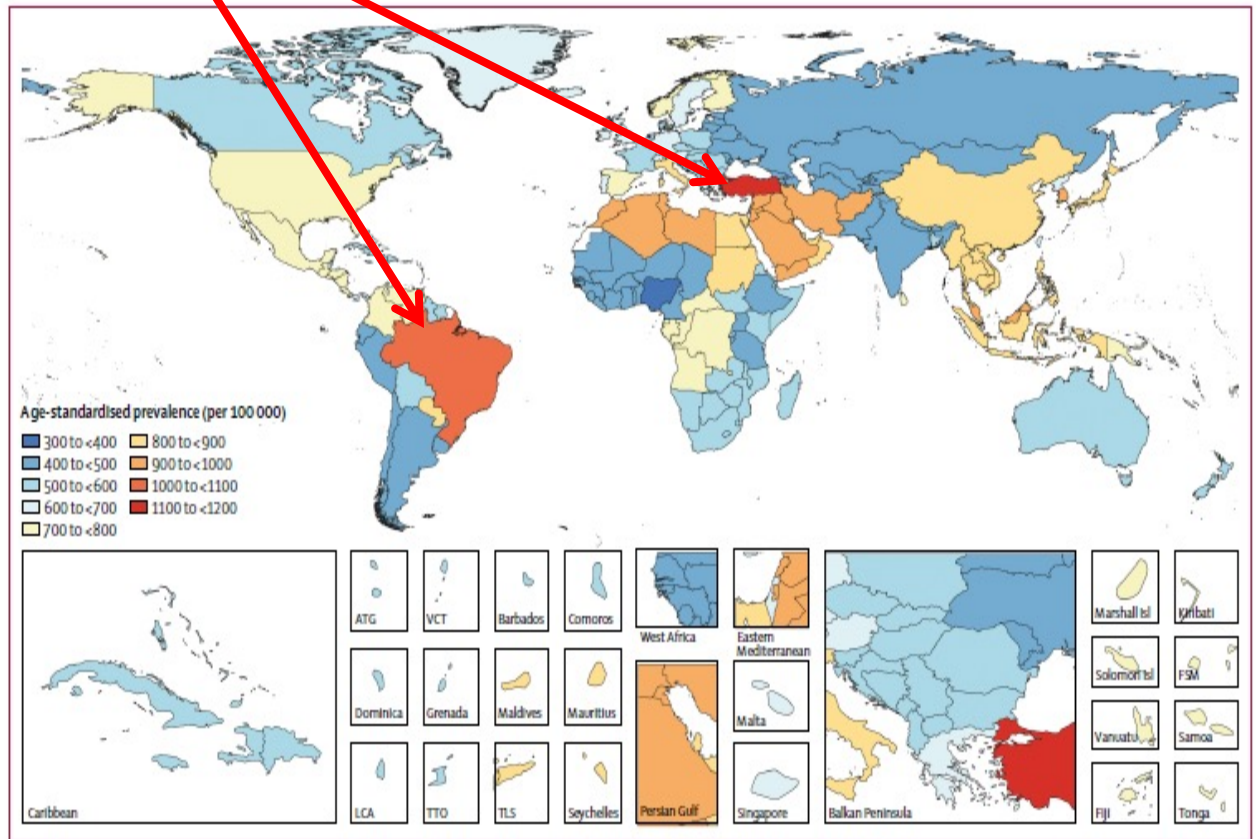 Age-standardised prevalence (per 100 000)
300 to <400
800 to <900
400 to <500
900 to <1000
500 to <600
1000 to <1100
600 to <700
1100 to <1200
700 to <800
Caribbean
ATG
VCT
Barbados
Comoros
West Africa
Eastern
Mediterranean
Dominica
Grenada
Maldives
Mauritius
Malta
LCA
TTO
TLS
Seychelles
Persian Gulf
Singapore
Balkan Peninsula
Marshall Isl
Kiribati
Solomon Isl
FSM
Vanuatu
Samoa
Fiji
Tonga